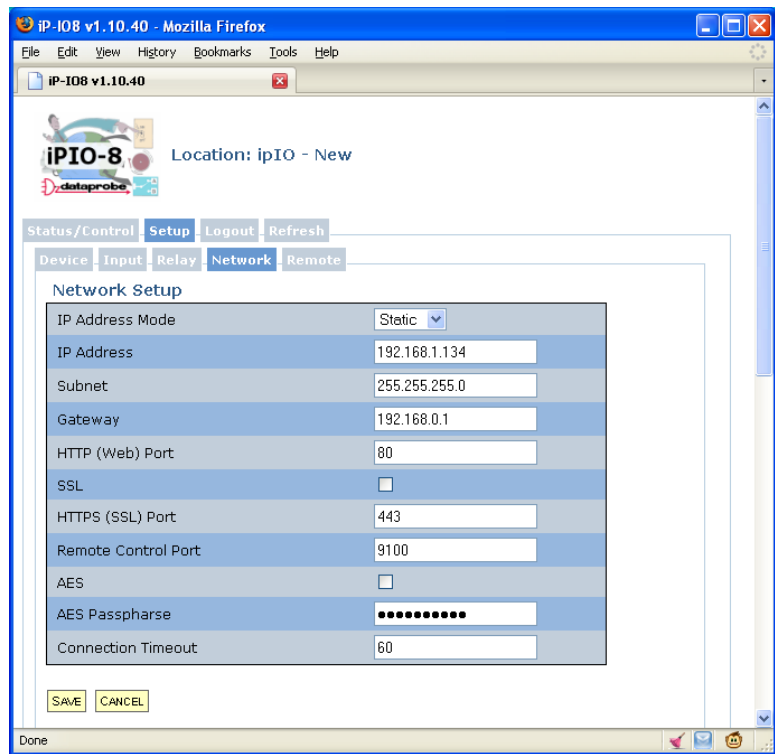 iP-IO8 v1.10.40 - Mozilla Firefox
File Edit View History Bookmarks Tools Help
iP-IO8 v1.10.40
iPIO-8
dataprobe
Location: ipIO - New
Status/Control Setup Logout Refresh
Device Input Relay Network Remote
Network Setup
IP Address Mode Static
IP Address 192.168.1.134
Subnet 255.255.255.0
Gateway 192.168.0.1
HTTP (Web) Port 80
SSL
HTTPS (SSL) Port 443
Remote Control Port 9100
AES
AES Passpharse ●●●●●●●●●●
Connection Timeout 60
SAVE CANCEL
Done